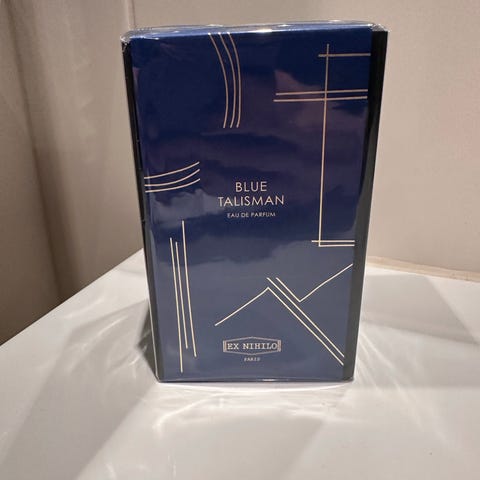 BLUE
TALISMAN
EAU DE PARFUM
EX NIHILO
PARIS